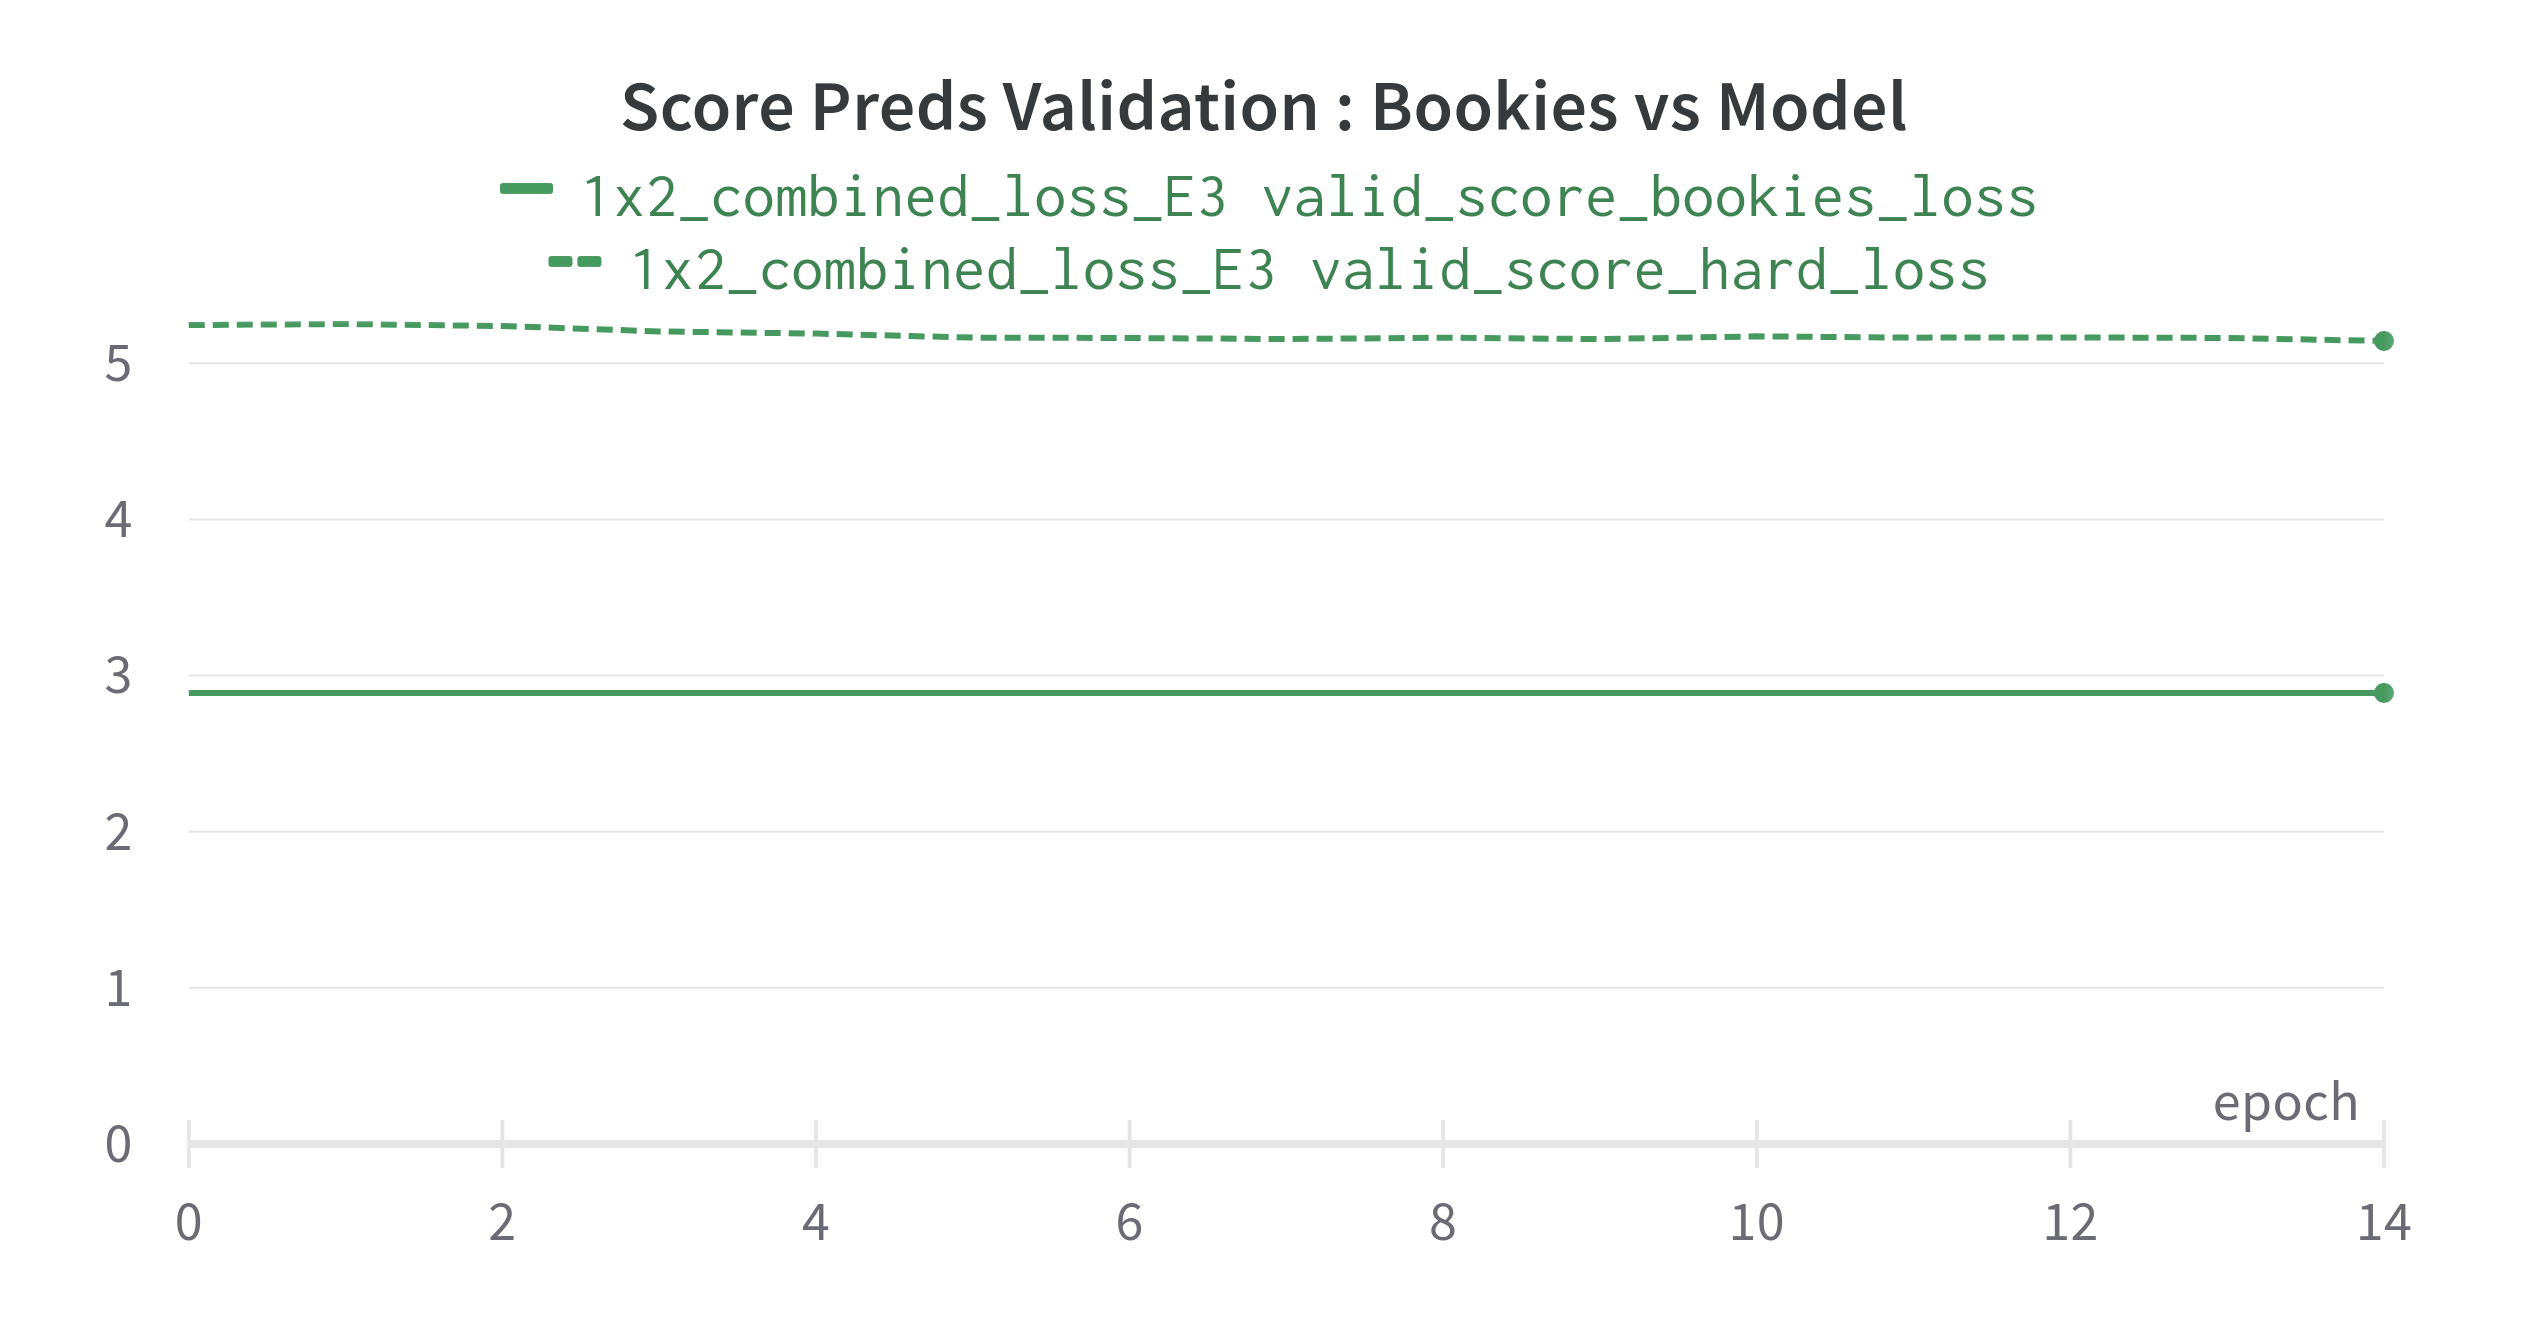 Score Preds Validation : Bookies vs Model
1x2_combined_loss_E3 valid_score_bookies_loss
1x2_combined_loss_E3 valid_score_hard_loss
5
4
3
2
1
epoch
0
0 2 4 6 8 10 12 14